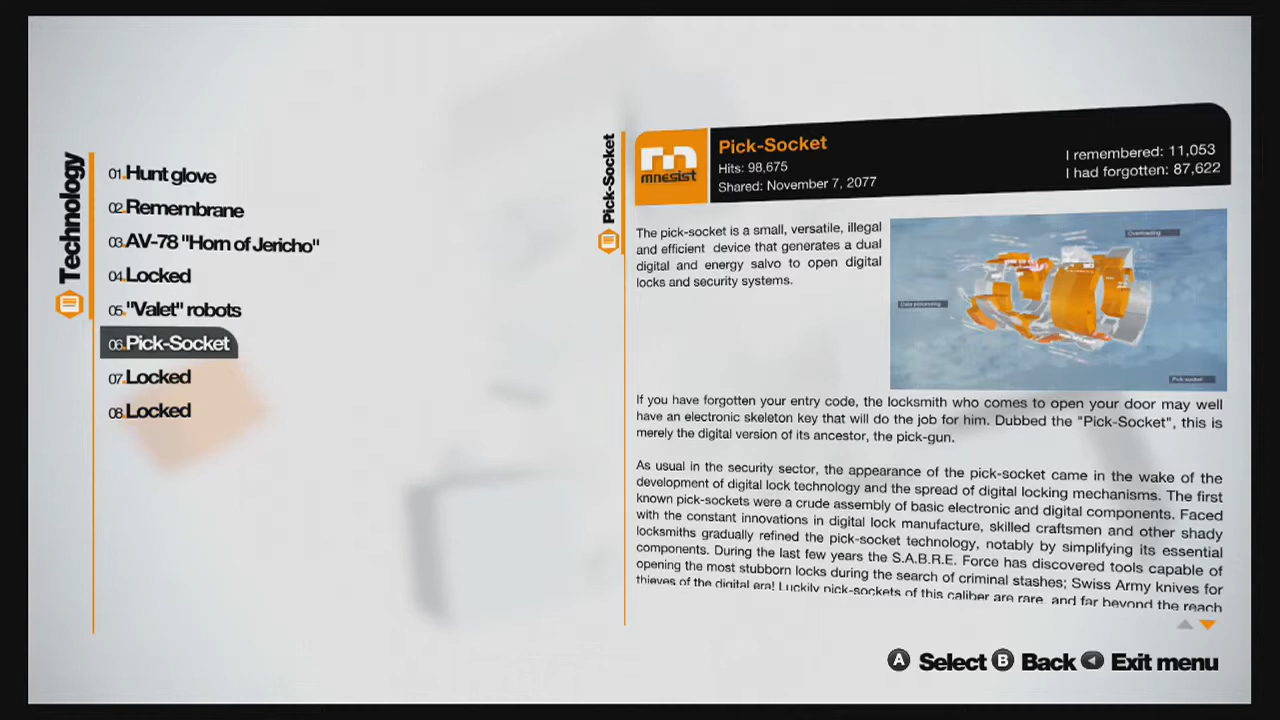 Technology
01.Hunt glove
02.Remembrane
03.AV-78 "Horn of Jericho"
04.Locked
05."Valet" robots
06.Pick-Socket
07.Locked
08.Locked
Pick-Socket
mnesist
Pick-Socket
Hits: 98,675
Shared: November 7, 2077
I remembered: 11,053
I had forgotten: 87,622
The pick-socket is a small, versatile, illegal
and efficient device that generates a dual
digital and energy salvo to open digital
locks and security systems.
Overloading
Data processing
Pick-socket
If you have forgotten your entry code, the locksmith who comes to open your door may well
have an electronic skeleton key that will do the job for him. Dubbed the "Pick-Socket", this is
merely the digital version of its ancestor, the pick-gun.
As usual in the security sector, the appearance of the pick-socket came in the wake of the
development of digital lock technology and the spread of digital locking mechanisms. The first
known pick-sockets were a crude assembly of basic electronic and digital components. Faced
with the constant innovations in digital lock manufacture, skilled craftsmen and other shady
locksmiths gradually refined the pick-socket technology, notably by simplifying its essential
components. During the last few years the S.A.B.R.E. Force has discovered tools capable of
opening the most stubborn locks during the search of criminal stashes; Swiss Army knives for
thieves of the digital era! Luckily pick-sockets of this caliber are rare, and far beyond the reach
A Select B Back Exit menu